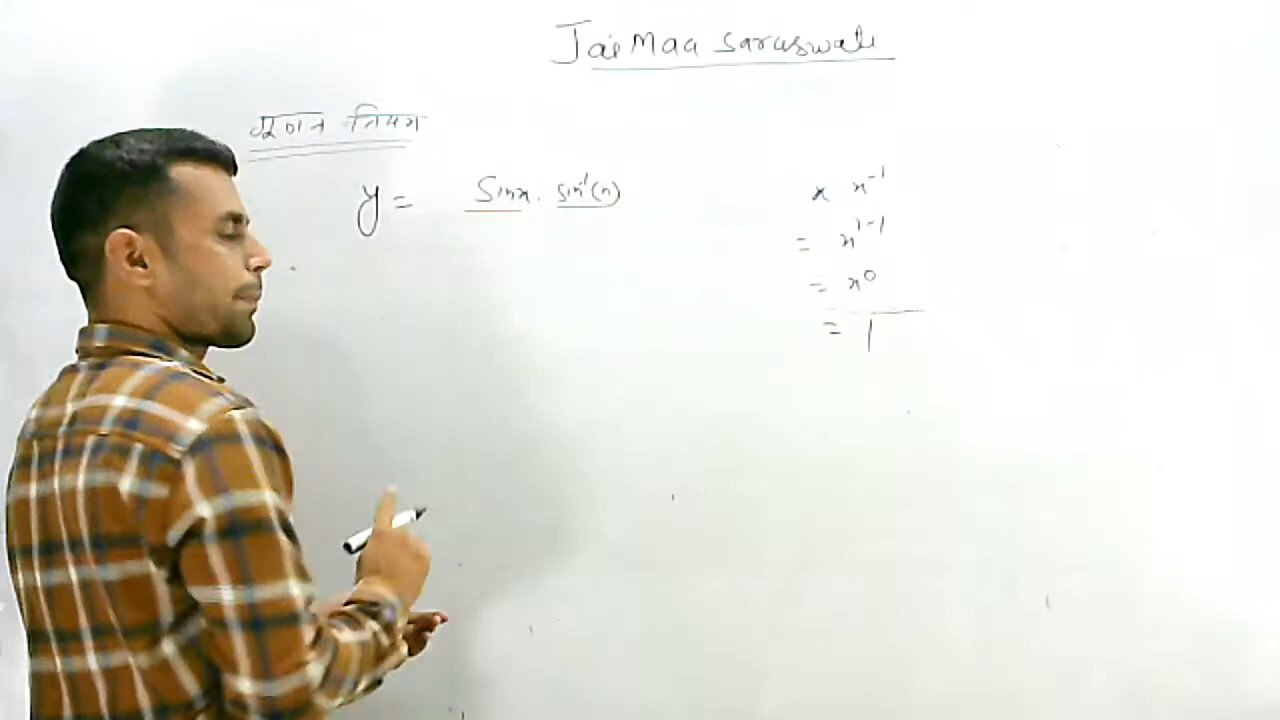 Jai Maa Saraswati
गुणन नियम
y = Sinx . sin⁻¹(x)
x x⁻¹
= x¹⁻¹
= x⁰
= 1